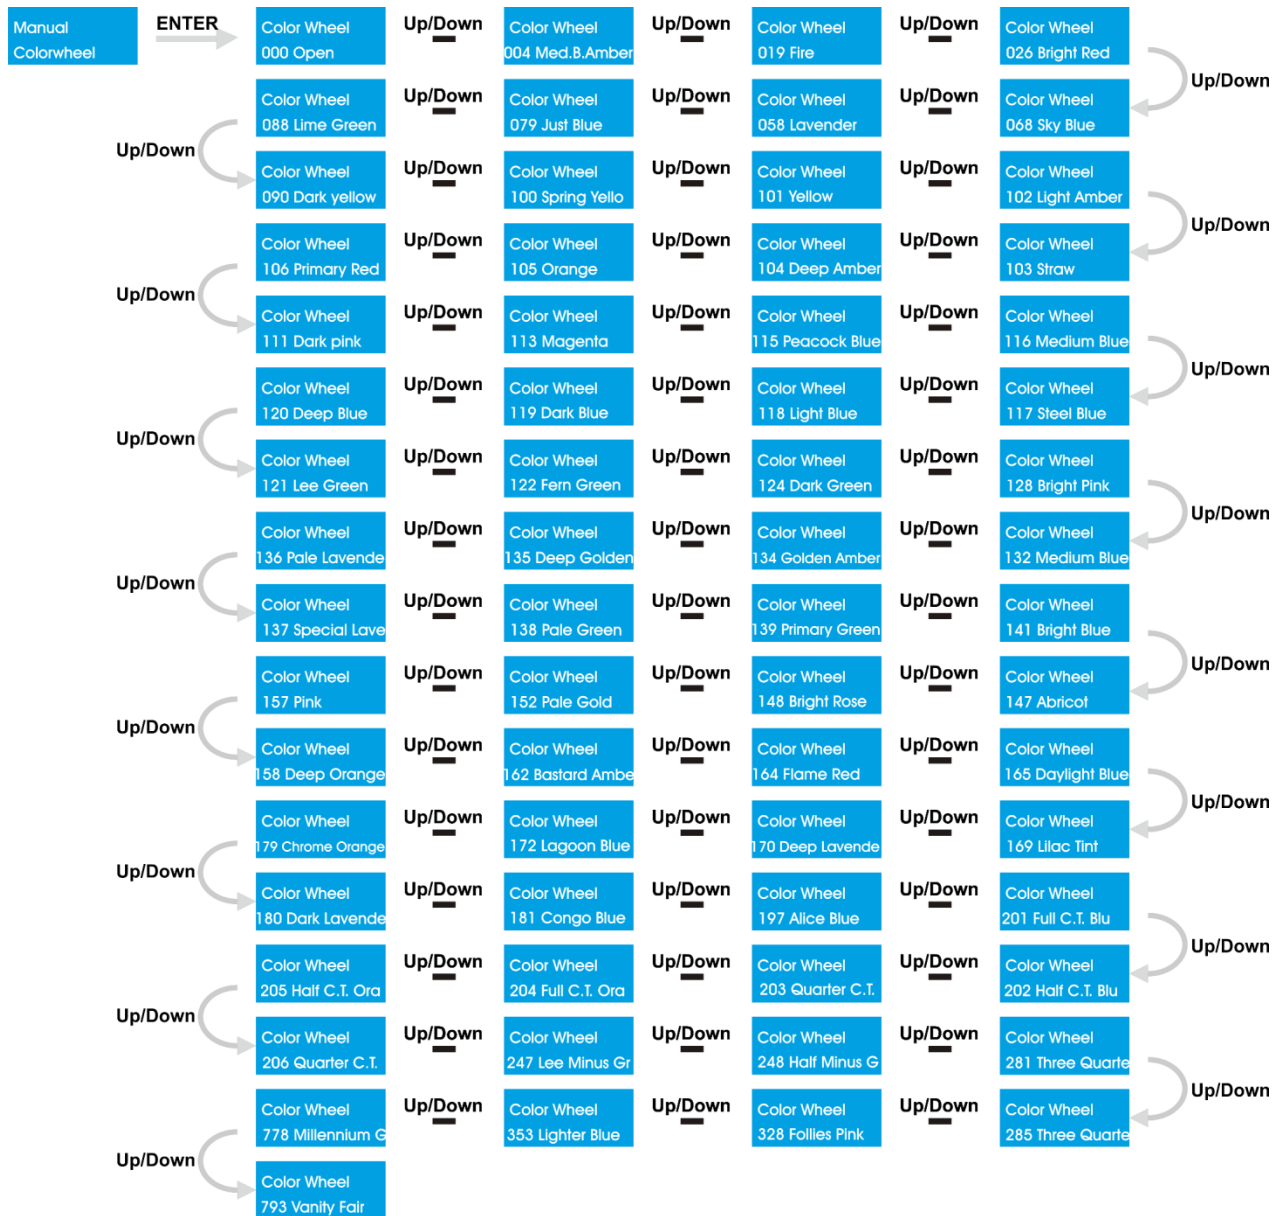 Manual
Colorwheel
ENTER
Color Wheel
000 Open
Up/Down
Color Wheel
004 Med.B.Amber
Up/Down
Color Wheel
019 Fire
Up/Down
Color Wheel
026 Bright Red
Up/Down
Color Wheel
088 Lime Green
Up/Down
Color Wheel
079 Just Blue
Up/Down
Color Wheel
058 Lavender
Up/Down
Color Wheel
068 Sky Blue
Up/Down
Color Wheel
090 Dark yellow
Up/Down
Color Wheel
100 Spring Yello
Up/Down
Color Wheel
101 Yellow
Up/Down
Color Wheel
102 Light Amber
Up/Down
Color Wheel
106 Primary Red
Up/Down
Color Wheel
105 Orange
Up/Down
Color Wheel
104 Deep Amber
Up/Down
Color Wheel
103 Straw
Up/Down
Color Wheel
111 Dark pink
Up/Down
Color Wheel
113 Magenta
Up/Down
Color Wheel
115 Peacock Blue
Up/Down
Color Wheel
116 Medium Blue
Up/Down
Color Wheel
120 Deep Blue
Up/Down
Color Wheel
119 Dark Blue
Up/Down
Color Wheel
118 Light Blue
Up/Down
Color Wheel
117 Steel Blue
Up/Down
Color Wheel
121 Lee Green
Up/Down
Color Wheel
122 Fern Green
Up/Down
Color Wheel
124 Dark Green
Up/Down
Color Wheel
128 Bright Pink
Up/Down
Color Wheel
136 Pale Lavende
Up/Down
Color Wheel
135 Deep Golden
Up/Down
Color Wheel
134 Golden Amber
Up/Down
Color Wheel
132 Medium Blue
Up/Down
Color Wheel
137 Special Lave
Up/Down
Color Wheel
138 Pale Green
Up/Down
Color Wheel
139 Primary Green
Up/Down
Color Wheel
141 Bright Blue
Up/Down
Color Wheel
157 Pink
Up/Down
Color Wheel
152 Pale Gold
Up/Down
Color Wheel
148 Bright Rose
Up/Down
Color Wheel
147 Abricot
Up/Down
Color Wheel
158 Deep Orange
Up/Down
Color Wheel
162 Bastard Ambe
Up/Down
Color Wheel
164 Flame Red
Up/Down
Color Wheel
165 Daylight Blue
Up/Down
Color Wheel
179 Chrome Orange
Up/Down
Color Wheel
172 Lagoon Blue
Up/Down
Color Wheel
170 Deep Lavende
Up/Down
Color Wheel
169 Lilac Tint
Up/Down
Color Wheel
180 Dark Lavende
Up/Down
Color Wheel
181 Congo Blue
Up/Down
Color Wheel
197 Alice Blue
Up/Down
Color Wheel
201 Full C.T. Blu
Up/Down
Color Wheel
205 Half C.T. Ora
Up/Down
Color Wheel
204 Full C.T. Ora
Up/Down
Color Wheel
203 Quarter C.T.
Up/Down
Color Wheel
202 Half C.T. Blu
Up/Down
Color Wheel
206 Quarter C.T.
Up/Down
Color Wheel
247 Lee Minus Gr
Up/Down
Color Wheel
248 Half Minus G
Up/Down
Color Wheel
281 Three Quarte
Up/Down
Color Wheel
778 Millennium G
Up/Down
Color Wheel
353 Lighter Blue
Up/Down
Color Wheel
328 Follies Pink
Up/Down
Color Wheel
285 Three Quarte
Up/Down
Color Wheel
793 Vanity Fair